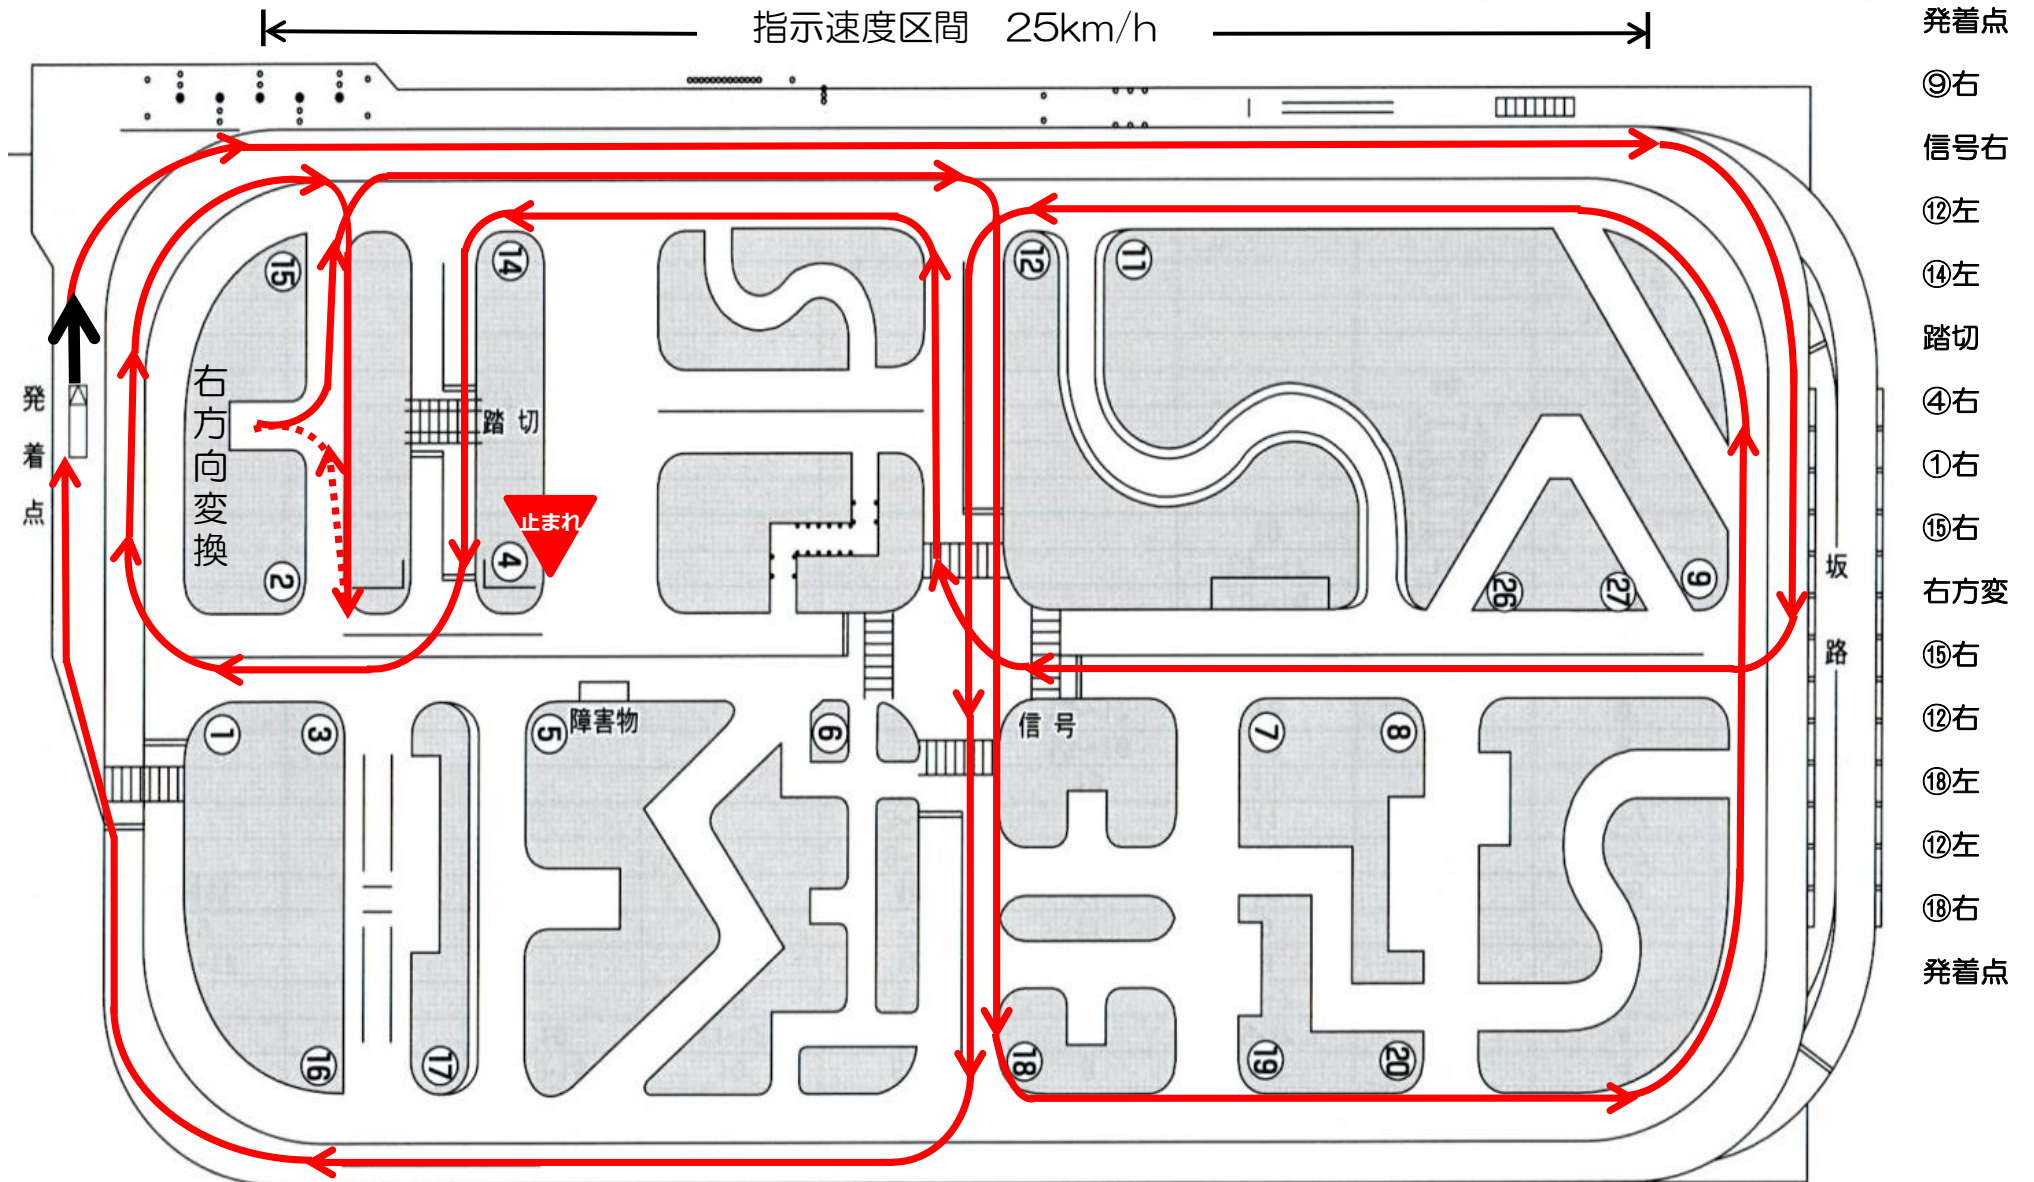 指示速度区間　25km/h
発着点
⑨右
信号右
⑫左
⑭左
踏切
④右
①右
⑮右
右方変
⑮右
⑫右
⑱左
⑫左
⑱右
発着点
発着点
右方向変換
⑮
②
⑭
踏切
④
止まれ
⑫
⑪
㉖
㉗
⑨
坂路
①
③
⑤
障害物
⑥
信号
⑦
⑧
⑯
⑰
⑱
⑲
⑳